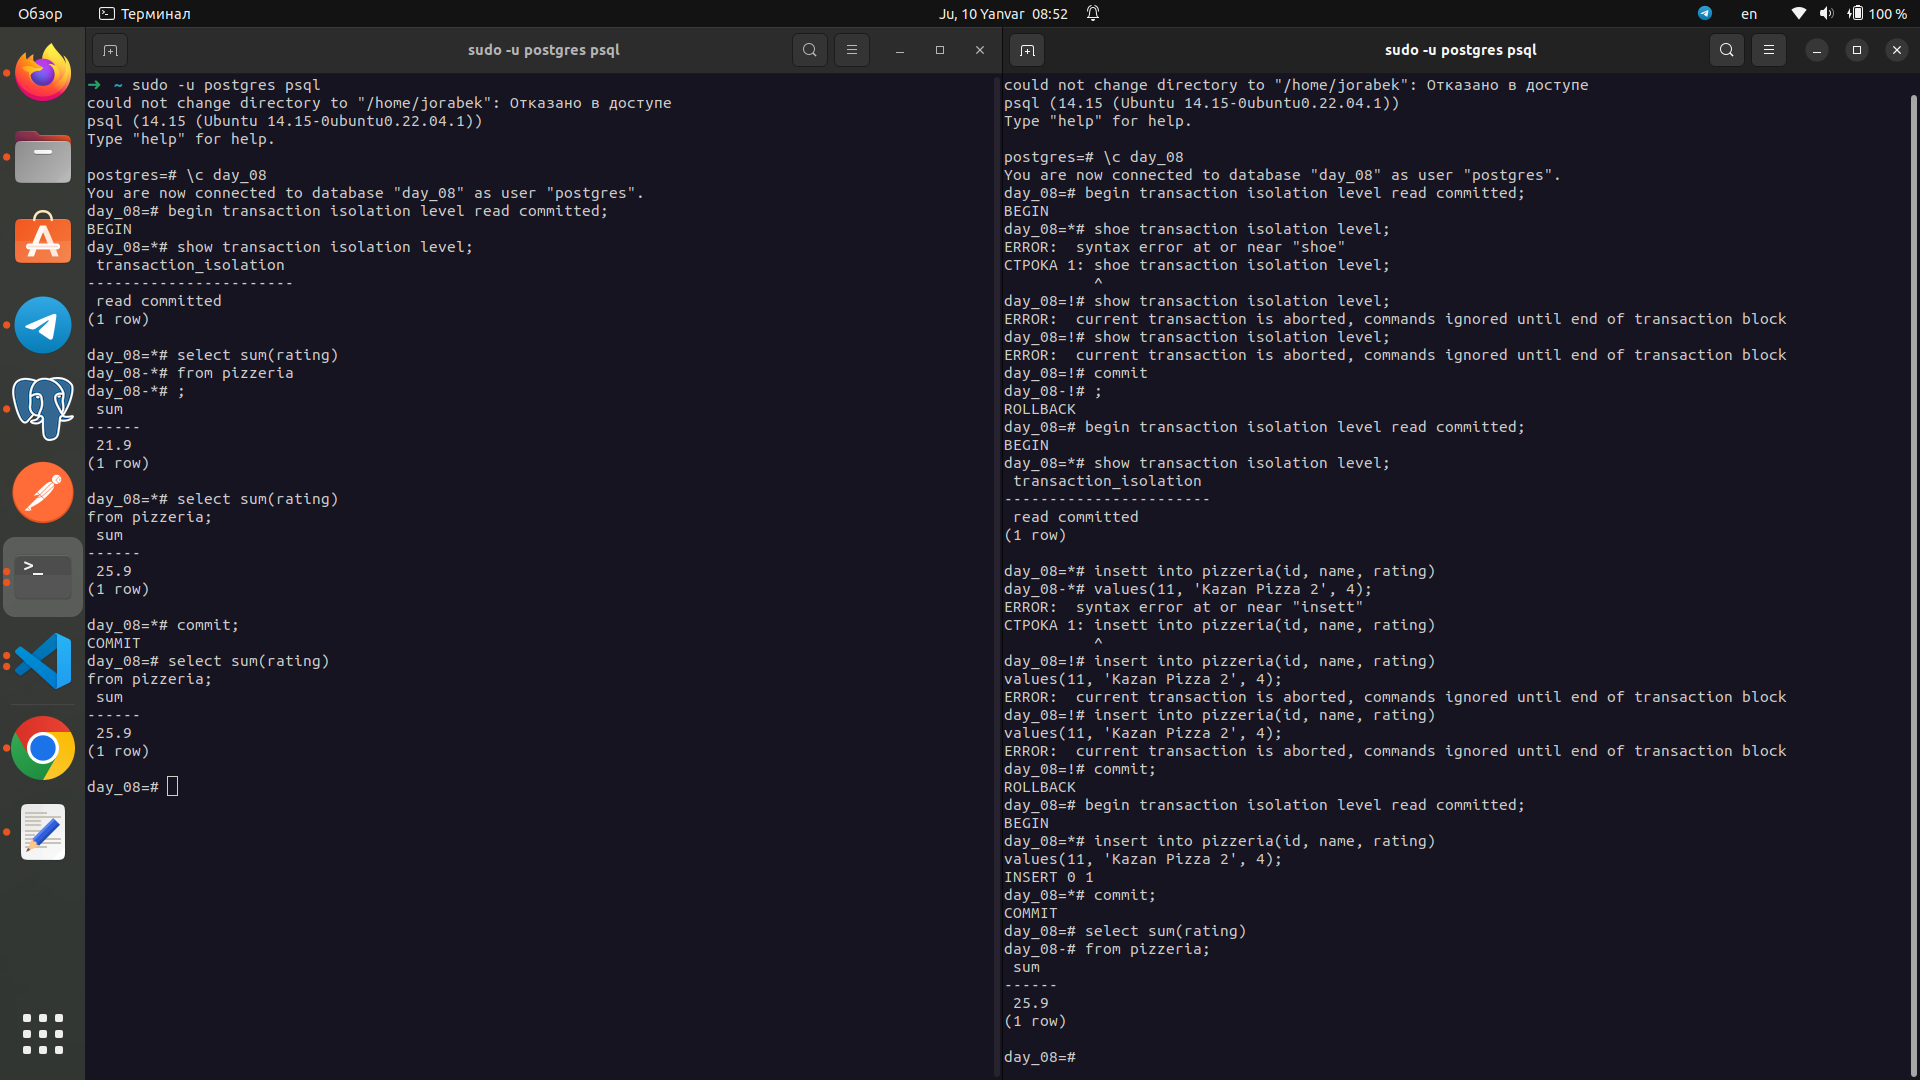 Обзор
Терминал
Ju, 10 Yanvar 08:52
en
100 %
sudo -u postgres psql
➜ ~ sudo -u postgres psql
could not change directory to "/home/jorabek": Отказано в доступе
psql (14.15 (Ubuntu 14.15-0ubuntu0.22.04.1))
Type "help" for help.
postgres=# \c day_08
You are now connected to database "day_08" as user "postgres".
day_08=# begin transaction isolation level read committed;
BEGIN
day_08=*# show transaction isolation level;
transaction_isolation
-----------------------
read committed
(1 row)
day_08=*# select sum(rating)
day_08-*# from pizzeria
day_08-*# ;
sum
------
21.9
(1 row)
day_08=*# select sum(rating)
from pizzeria;
sum
------
25.9
(1 row)
day_08=*# commit;
COMMIT
day_08=# select sum(rating)
from pizzeria;
sum
------
25.9
(1 row)
day_08=#
sudo -u postgres psql
could not change directory to "/home/jorabek": Отказано в доступе
psql (14.15 (Ubuntu 14.15-0ubuntu0.22.04.1))
Type "help" for help.
postgres=# \c day_08
You are now connected to database "day_08" as user "postgres".
day_08=# begin transaction isolation level read committed;
BEGIN
day_08=*# shoe transaction isolation level;
ERROR:  syntax error at or near "shoe"
СТРОКА 1: shoe transaction isolation level;
^
day_08=!# show transaction isolation level;
ERROR:  current transaction is aborted, commands ignored until end of transaction block
day_08=!# show transaction isolation level;
ERROR:  current transaction is aborted, commands ignored until end of transaction block
day_08=!# commit
day_08-!# ;
ROLLBACK
day_08=# begin transaction isolation level read committed;
BEGIN
day_08=*# show transaction isolation level;
transaction_isolation
-----------------------
read committed
(1 row)
day_08=*# insett into pizzeria(id, name, rating)
day_08-*# values(11, 'Kazan Pizza 2', 4);
ERROR:  syntax error at or near "insett"
СТРОКА 1: insett into pizzeria(id, name, rating)
^
day_08=!# insert into pizzeria(id, name, rating)
values(11, 'Kazan Pizza 2', 4);
ERROR:  current transaction is aborted, commands ignored until end of transaction block
day_08=!# insert into pizzeria(id, name, rating)
values(11, 'Kazan Pizza 2', 4);
ERROR:  current transaction is aborted, commands ignored until end of transaction block
day_08=!# commit;
ROLLBACK
day_08=# begin transaction isolation level read committed;
BEGIN
day_08=*# insert into pizzeria(id, name, rating)
values(11, 'Kazan Pizza 2', 4);
INSERT 0 1
day_08=*# commit;
COMMIT
day_08=# select sum(rating)
day_08-# from pizzeria;
sum
------
25.9
(1 row)
day_08=#